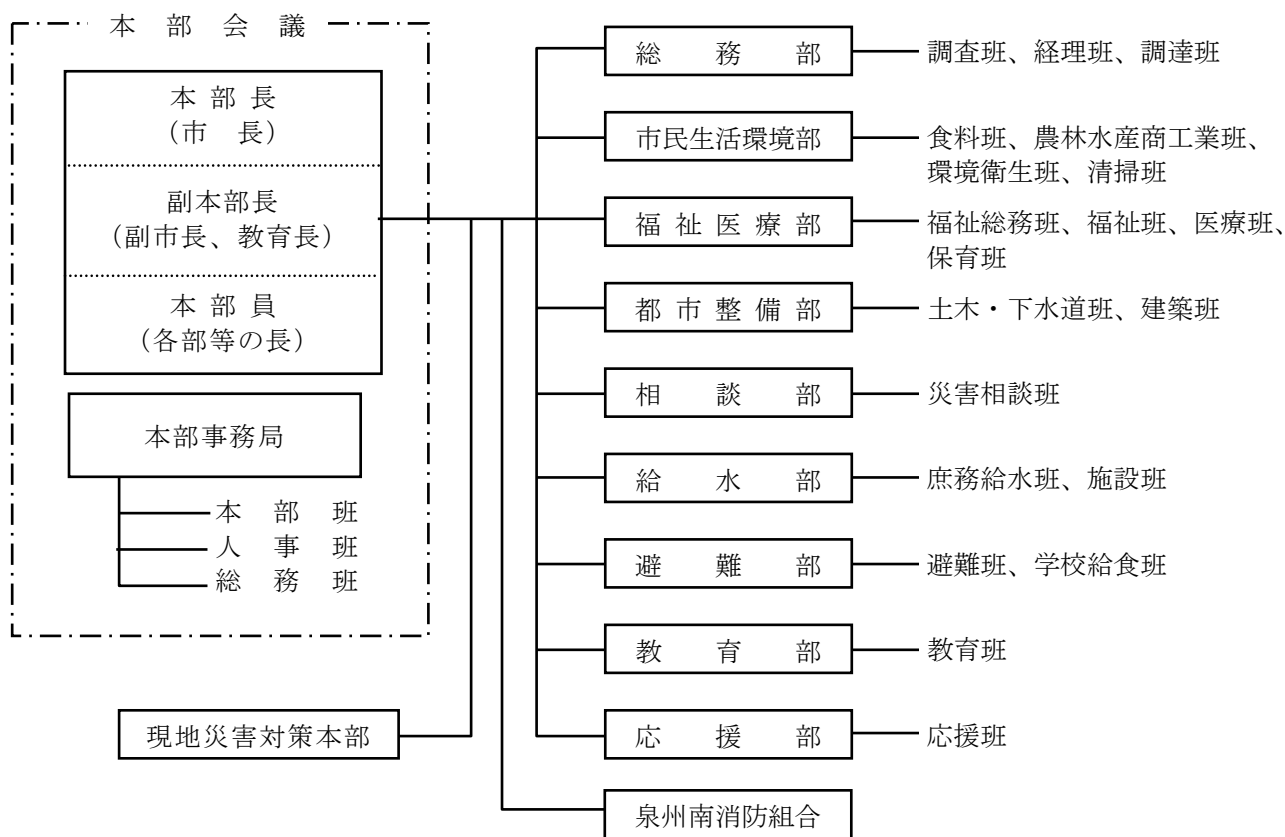 本部会議
本部長
(市　長)
副本部長
(副市長、教育長)
本部員
(各部等の長)
本部事務局
本部班
人事班
総務班
現地災害対策本部
総務部
調査班、経理班、調達班
市民生活環境部
食料班、農林水産商工業班、
環境衛生班、清掃班
福祉医療部
福祉総務班、福祉班、医療班、
保育班
都市整備部
土木・下水道班、建築班
相談部
災害相談班
給水部
庶務給水班、施設班
避難部
避難班、学校給食班
教育部
教育班
応援部
応援班
泉州南消防組合